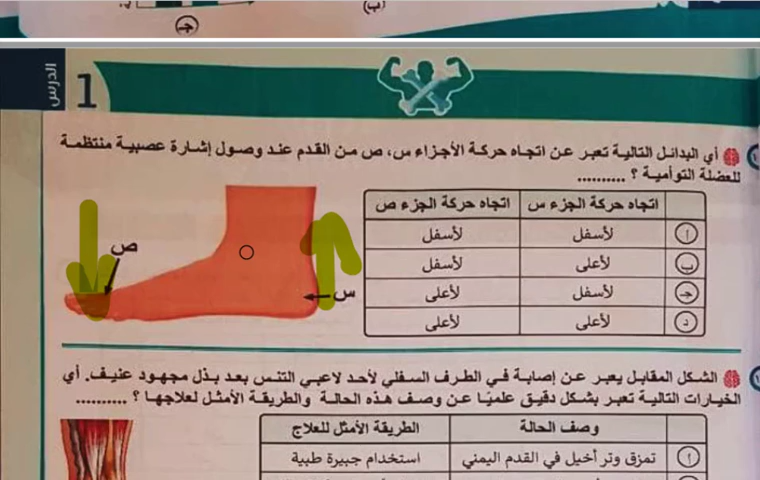 (ب)
جـ
الدرس
1
أي البدائل التالية تعبر عن اتجاه حركة الأجزاء س، ص من القدم عند وصول إشارة عصبية منتظمة
للعضلة التوأمية ؟ ..........
اتجاه حركة الجزء س اتجاه حركة الجزء ص
أ لأسفل لأسفل
ب لأعلى لأسفل
جـ لأسفل لأعلى
د لأعلى لأعلى
ص
س
الشكل المقابل يعبر عن إصابة في الطرف السفلي لأحد لاعبي التنس بعد بذل مجهود عنيف. أي
الخيارات التالية تعبر بشكل دقيق علميًا عن وصف هذه الحالة والطريقة الأمثل لعلاجها ؟ ..........
وصف الحالة الطريقة الأمثل للعلاج
أ تمزق وتر أخيل في القدم اليمني استخدام جبيرة طبية